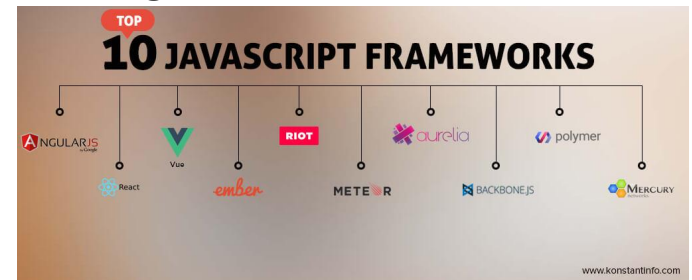 TOP
10 JAVASCRIPT FRAMEWORKS
ANGULARJS
by Google
React
Vue
ember
RIOT
METEOR
aurelia
BACKBONE.JS
polymer
MERCURY
www.konstantinfo.com